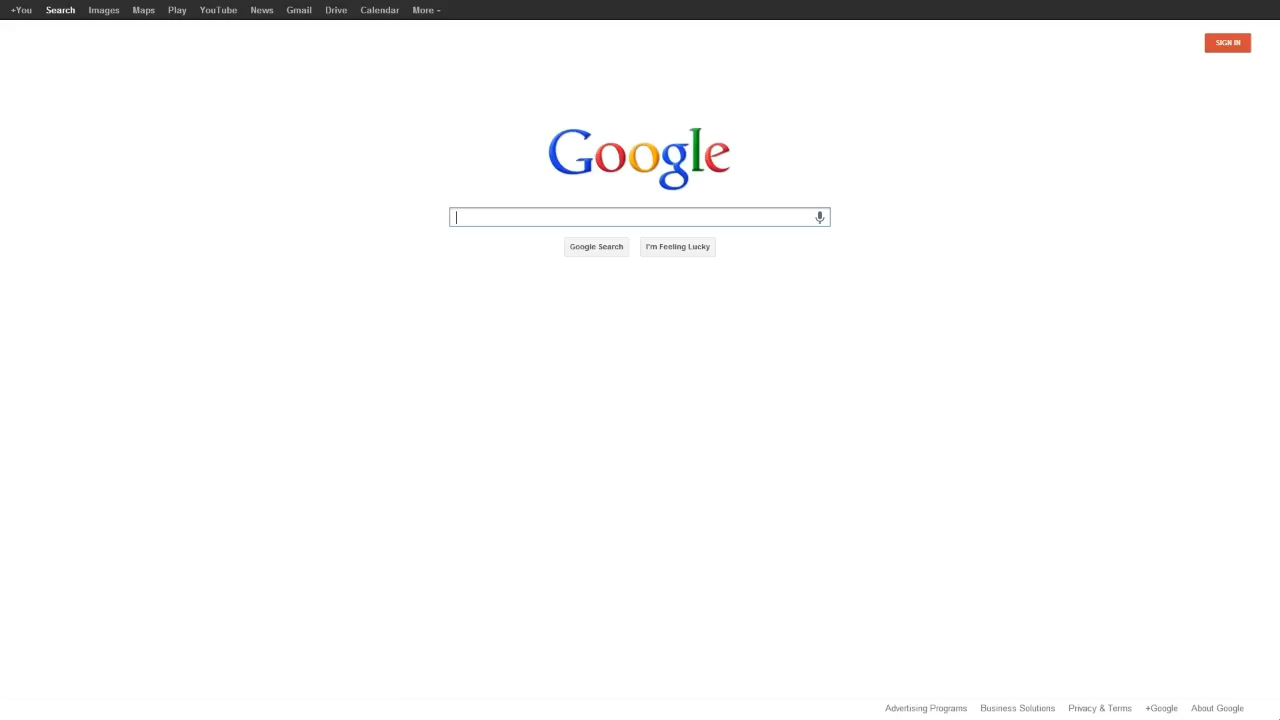 +You Search Images Maps Play YouTube News Gmail Drive Calendar More -
SIGN IN
Google
Google Search I'm Feeling Lucky
Advertising Programs Business Solutions Privacy & Terms +Google About Google